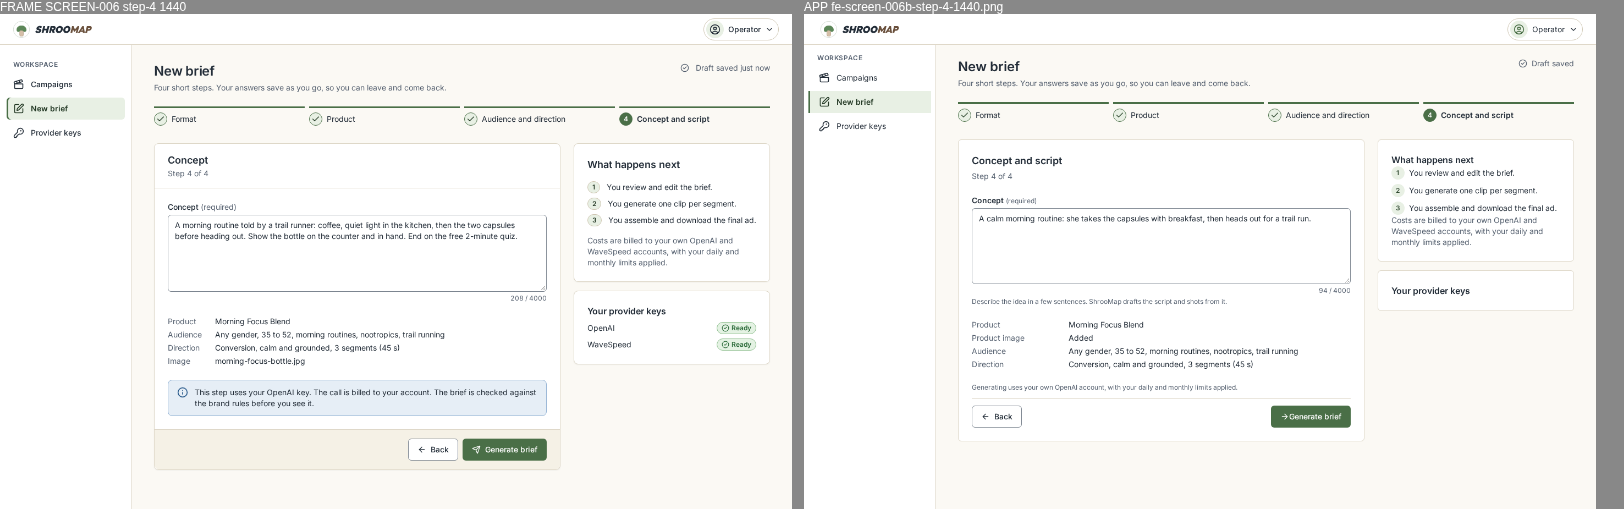 FRAME SCREEN-006 step-4 1440
SHROOMAP
Operator
WORKSPACE
Campaigns
New brief
Provider keys
New brief
Four short steps. Your answers save as you go, so you can leave and come back.
Draft saved just now
Format
Product
Audience and direction
4 Concept and script
Concept
Step 4 of 4
Concept (required)
A morning routine told by a trail runner: coffee, quiet light in the kitchen, then the two capsules
before heading out. Show the bottle on the counter and in hand. End on the free 2-minute quiz.
209 / 4000
Product Morning Focus Blend
Audience Any gender, 35 to 52, morning routines, nootropics, trail running
Direction Conversion, calm and grounded, 3 segments (45 s)
Image morning-focus-bottle.jpg
This step uses your OpenAI key. The call is billed to your account. The brief is checked against
the brand rules before you see it.
Back
Generate brief
What happens next
1 You review and edit the brief.
2 You generate one clip per segment.
3 You assemble and download the final ad.
Costs are billed to your own OpenAI and
WaveSpeed accounts, with your daily and
monthly limits applied.
Your provider keys
OpenAI Ready
WaveSpeed Ready
APP fe-screen-006b-step-4-1440.png
SHROOMAP
Operator
WORKSPACE
Campaigns
New brief
Provider keys
New brief
Four short steps. Your answers save as you go, so you can leave and come back.
Draft saved
Format
Product
Audience and direction
4 Concept and script
Concept and script
Step 4 of 4
Concept (required)
A calm morning routine: she takes the capsules with breakfast, then heads out for a trail run.
94 / 4000
Describe the idea in a few sentences. ShrooMap drafts the script and shots from it.
Product Morning Focus Blend
Product image Added
Audience Any gender, 35 to 52, morning routines, nootropics, trail running
Direction Conversion, calm and grounded, 3 segments (45 s)
Generating uses your own OpenAI account, with your daily and monthly limits applied.
Back
Generate brief
What happens next
1 You review and edit the brief.
2 You generate one clip per segment.
3 You assemble and download the final ad.
Costs are billed to your own OpenAI and
WaveSpeed accounts, with your daily and
monthly limits applied.
Your provider keys